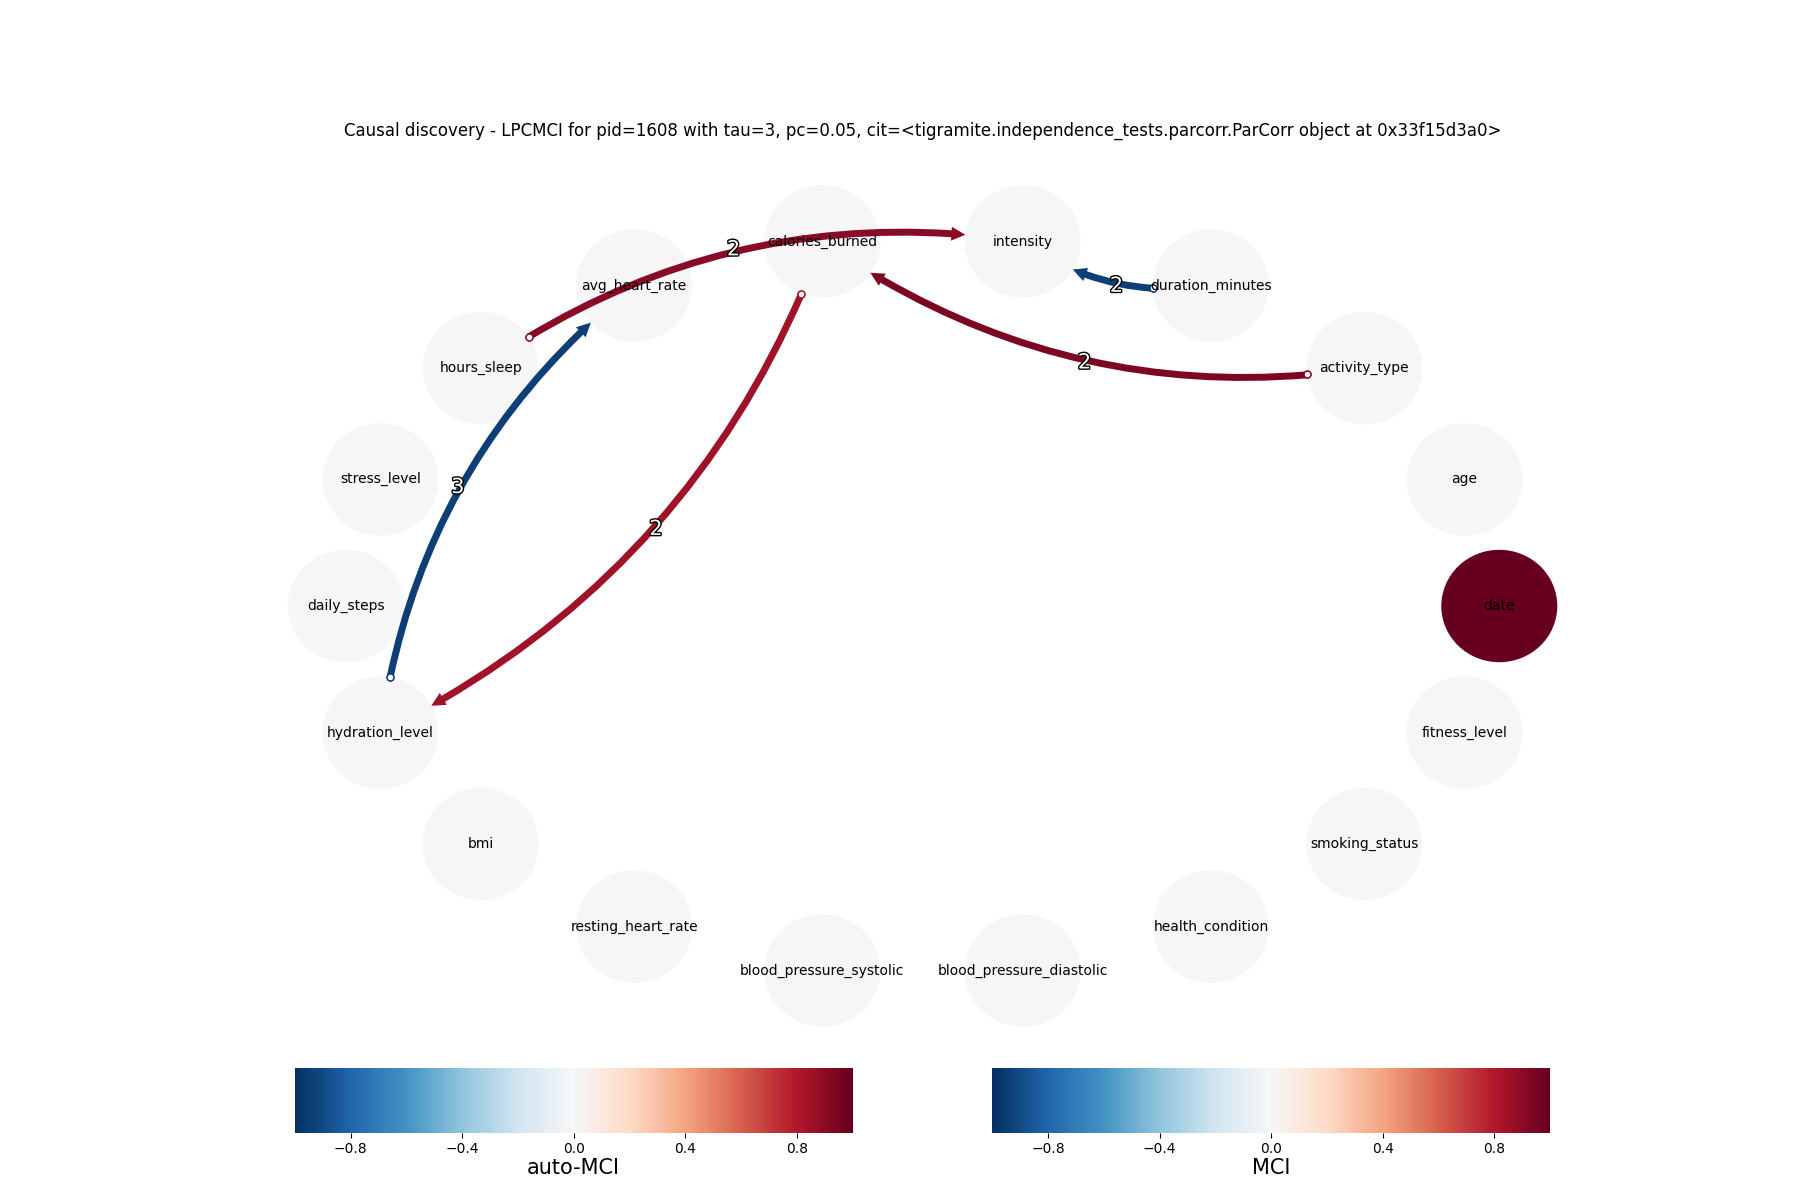 Causal discovery - LPCMCI for pid=1608 with tau=3, pc=0.05, cit=<tigramite.independence_tests.parcorr.ParCorr object at 0x33f15d3a0>
calories_burned
intensity
2
avg_heart_rate
2
duration_minutes
2
hours_sleep
activity_type
stress_level
3
age
2
daily_steps
date
hydration_level
fitness_level
bmi
smoking_status
resting_heart_rate
health_condition
blood_pressure_systolic
blood_pressure_diastolic
−0.8 −0.4 0.0 0.4 0.8
auto-MCI
−0.8 −0.4 0.0 0.4 0.8
MCI